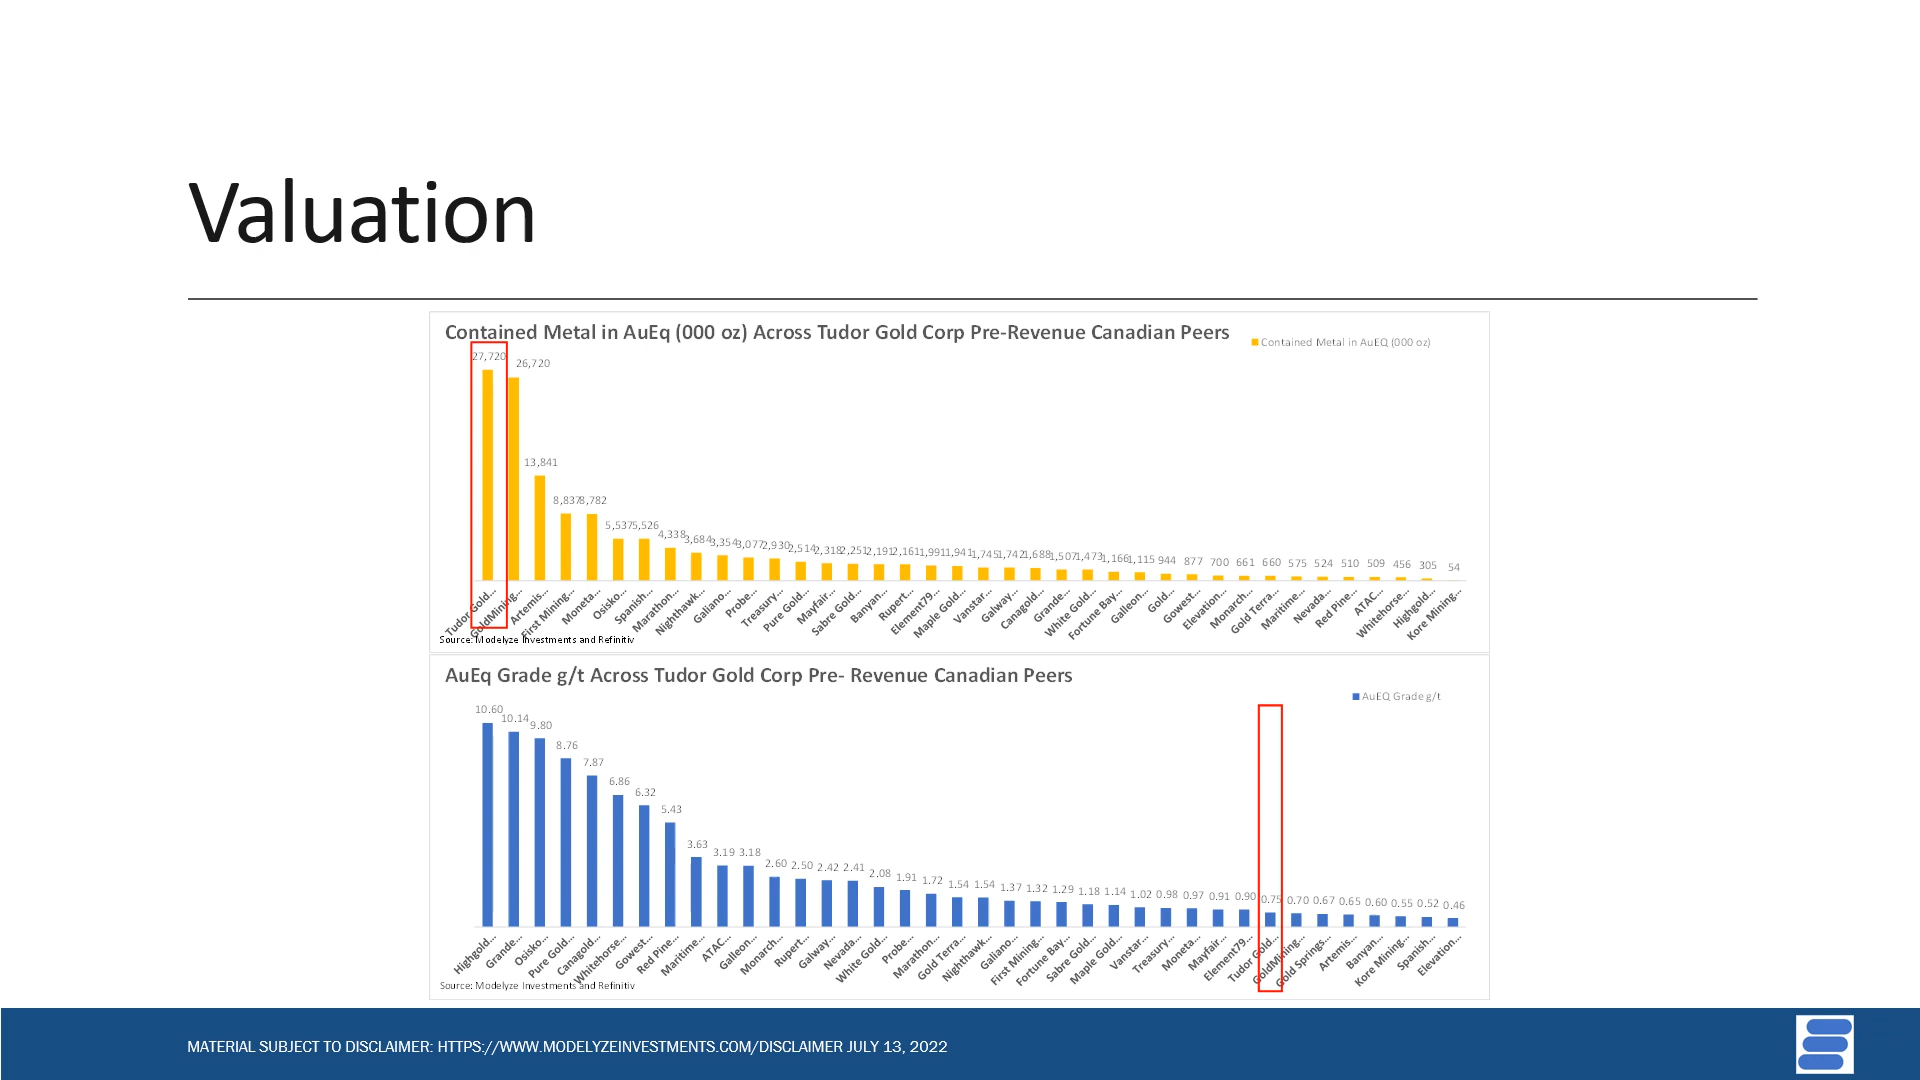 Valuation
Contained Metal in AuEq (000 oz) Across Tudor Gold Corp Pre-Revenue Canadian Peers
Contained Metal in AuEQ (000 oz)
27,720 26,720 13,841 8,837 8,782 5,537 5,526 4,338 3,684 3,354 3,077 2,930 2,514 2,318 2,251 2,191 2,161 1,991 1,941 1,745 1,742 1,688 1,507 1,473 1,166 1,115 944 877 700 661 660 575 524 510 509 456 305 54
Tudor Gold... GoldMining... Artemis... First Mining... Moneta... Osisko... Spanish... Marathon... Nighthawk... Galiano... Probe... Treasury... Pure Gold... Mayfair... Sabre Gold... Banyan... Rupert... Element79... Maple Gold... Vanstar... Galway... Canagold... Grande... White Gold... Fortune Bay... Galleon... Gold... Gowest... Elevation... Monarch... Gold Terra... Maritime... Nevada... Red Pine... ATAC... Whitehorse... Highgold... Kore Mining...
Source: Modelyze Investments and Refinitiv
AuEq Grade g/t Across Tudor Gold Corp Pre- Revenue Canadian Peers
AuEQ Grade g/t
10.60 10.14 9.80 8.76 7.87 6.86 6.32 5.43 3.63 3.19 3.18 2.60 2.50 2.42 2.41 2.08 1.91 1.72 1.54 1.54 1.37 1.32 1.29 1.18 1.14 1.02 0.98 0.97 0.91 0.90 0.75 0.70 0.67 0.65 0.60 0.55 0.52 0.46
Highgold... Grande... Osisko... Pure Gold... Canagold... Whitehorse... Gowest... Red Pine... Maritime... ATAC... Galleon... Monarch... Rupert... Galway... Nevada... White Gold... Probe... Marathon... Gold Terra... Nighthawk... Galiano... First Mining... Fortune Bay... Sabre Gold... Maple Gold... Vanstar... Treasury... Moneta... Mayfair... Element79... Tudor Gold... GoldMining... Gold Springs... Artemis... Banyan... Kore Mining... Spanish... Elevation...
Source: Modelyze Investments and Refinitiv
MATERIAL SUBJECT TO DISCLAIMER: HTTPS://WWW.MODELYZEINVESTMENTS.COM/DISCLAIMER JULY 13, 2022